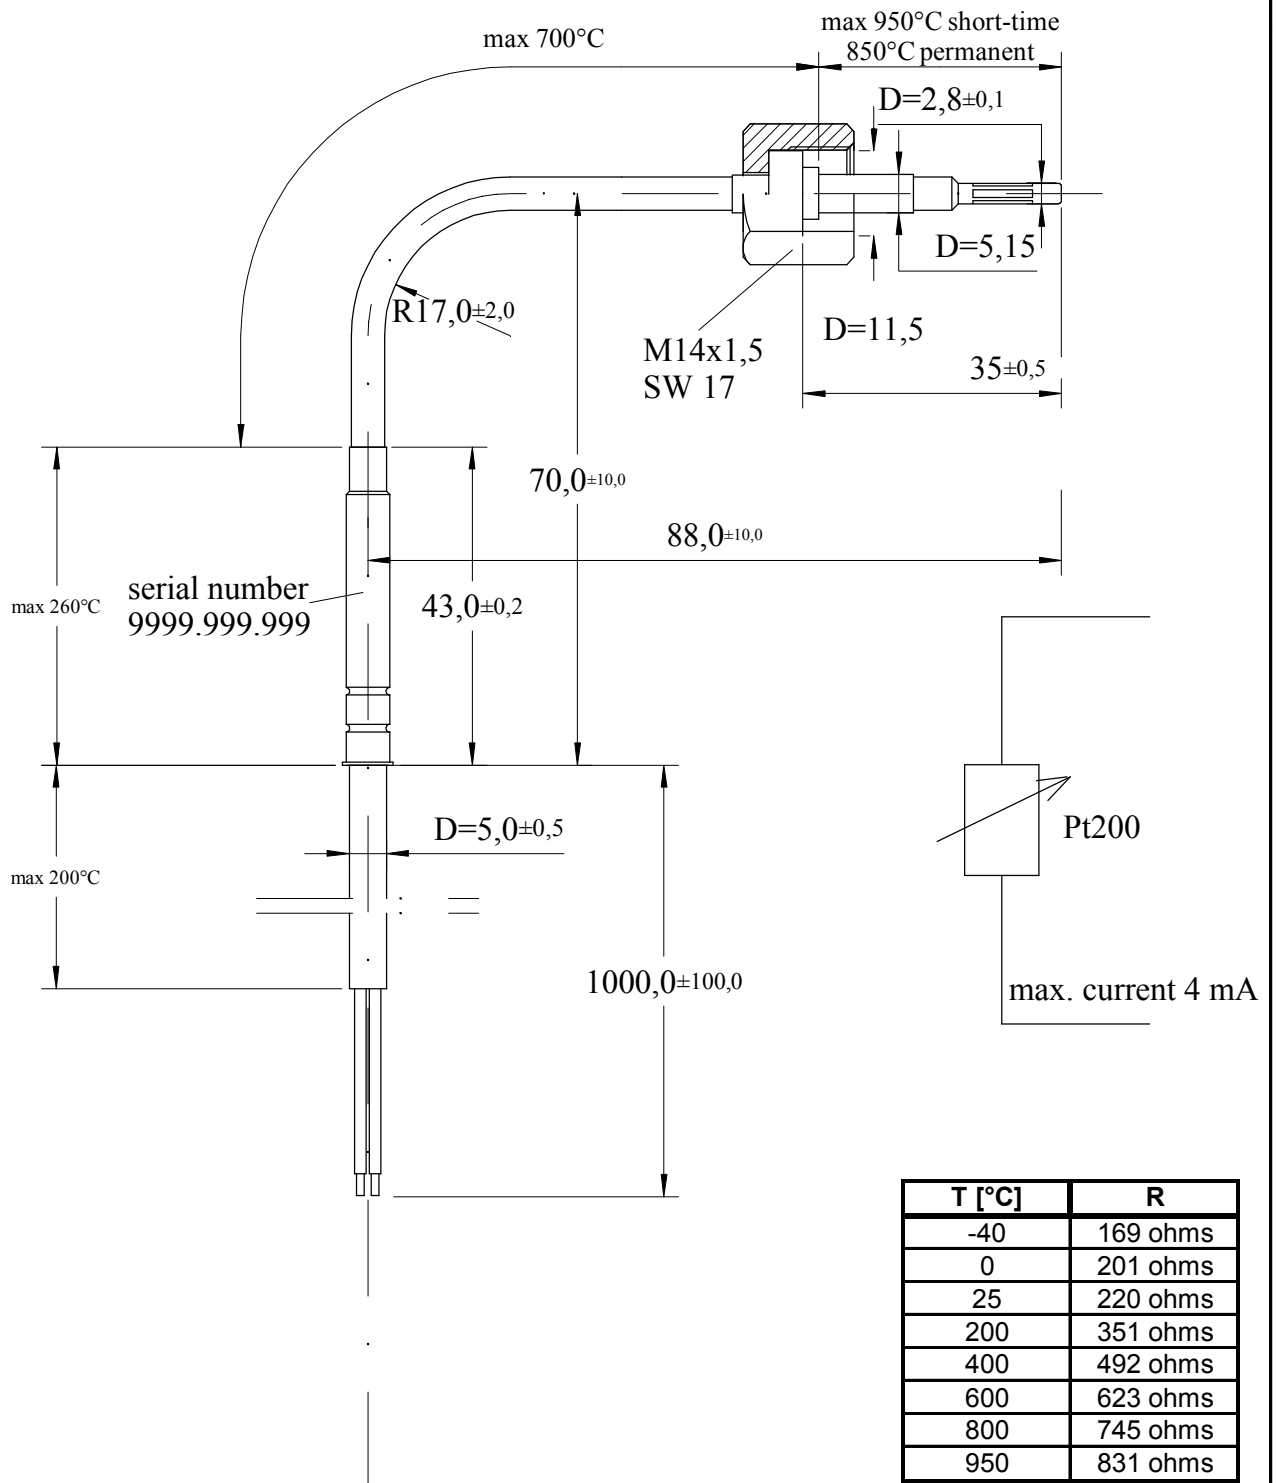 max 950°C short-time
max 700°C
850°C permanent
D=2,8±0,1
D=5,15
R17,0±2,0
D=11,5
M14x1,5
SW 17
35±0,5
70,0±10,0
88,0±10,0
serial number
9999.999.999
max 260°C
43,0±0,2
D=5,0±0,5
Pt200
max 200°C
1000,0±100,0
max. current 4 mA
T [°C] R
-40 169 ohms
0 201 ohms
25 220 ohms
200 351 ohms
400 492 ohms
600 623 ohms
800 745 ohms
950 831 ohms